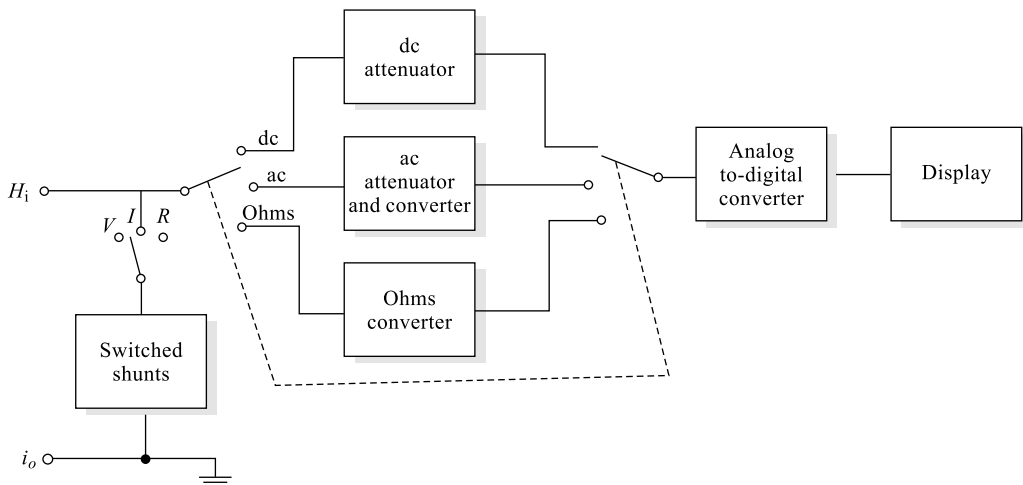 dc
attenuator
dc
ac
attenuator
and converter
ac
Analog
to-digital
converter
Display
Hi
V I R
Ohms
Ohms
converter
Switched
shunts
io